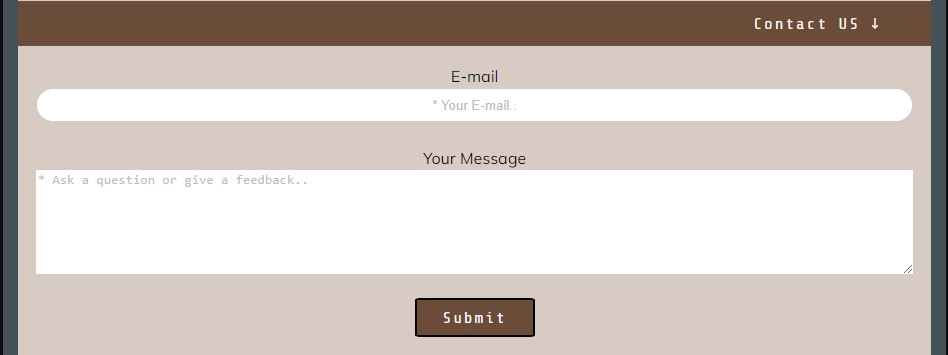 Contact US ↓
E-mail
* Your E-mail..
Your Message
* Ask a question or give a feedback..
Submit